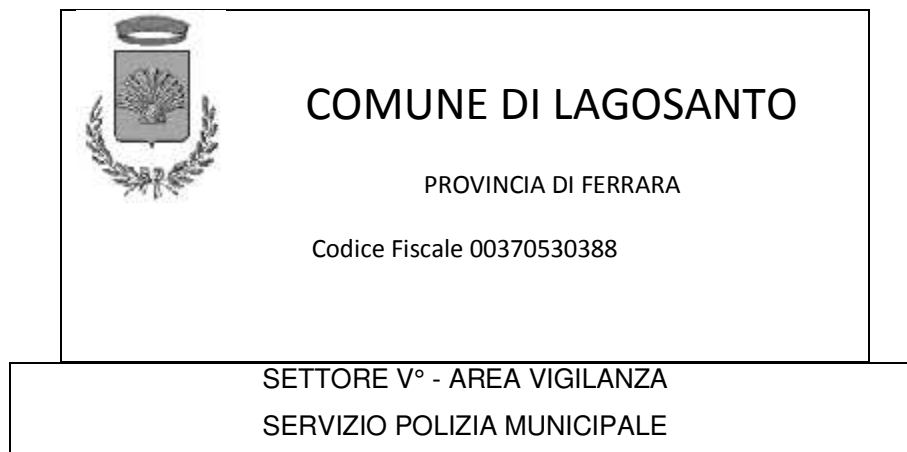 COMUNE DI LAGOSANTO
PROVINCIA DI FERRARA
Codice Fiscale 00370530388
SETTORE V° - AREA VIGILANZA
SERVIZIO POLIZIA MUNICIPALE